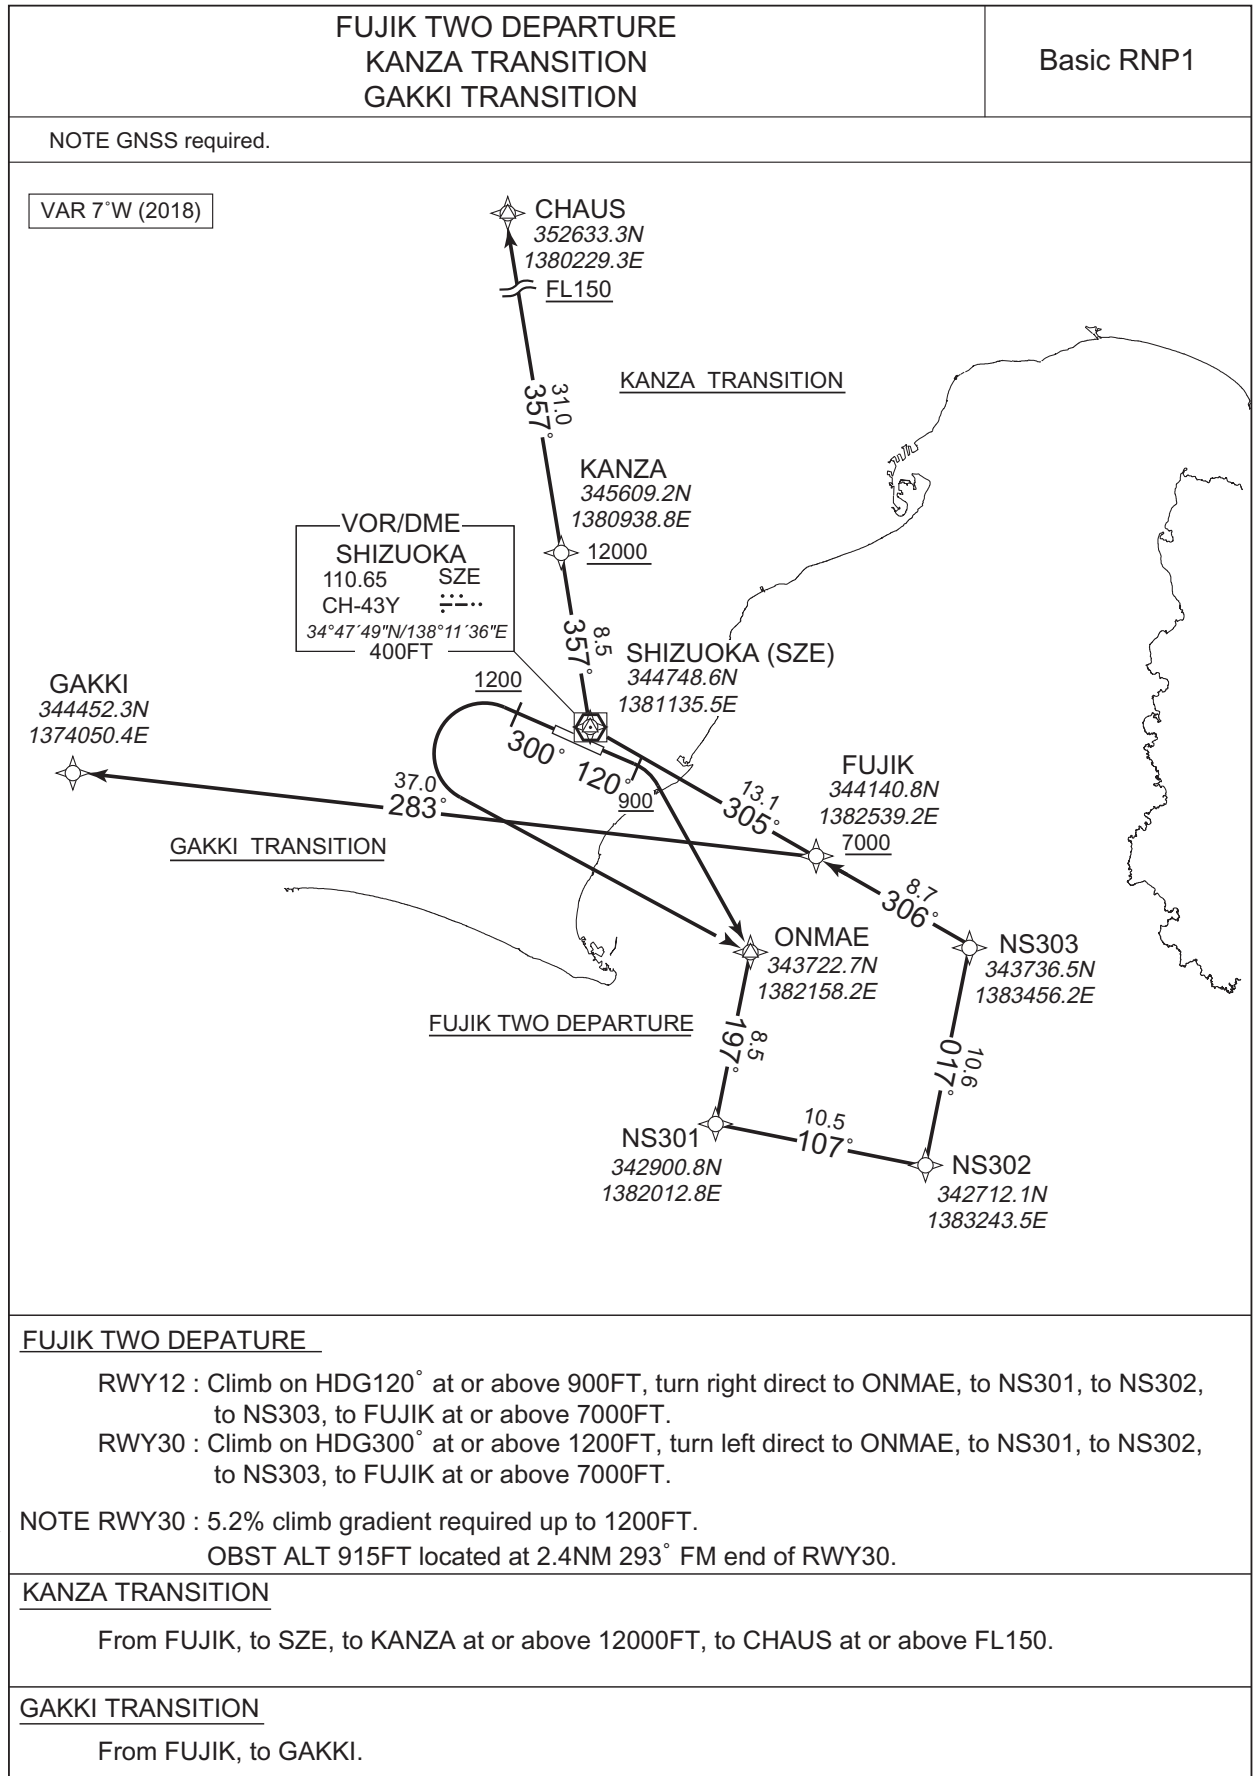 FUJIK TWO DEPARTURE
KANZA TRANSITION
GAKKI TRANSITION
Basic RNP1
NOTE GNSS required.
VAR 7˚W (2018)
CHAUS
352633.3N
1380229.3E
FL150
31.0
357˚
KANZA TRANSITION
KANZA
345609.2N
1380938.8E
12000
VOR/DME
SHIZUOKA
110.65 SZE
CH-43Y
34°47´49"N/138°11´36"E
400FT
8.5
357˚
SHIZUOKA (SZE)
344748.6N
1381135.5E
GAKKI
344452.3N
1374050.4E
1200
300˚
120˚
900
37.0
283˚
GAKKI TRANSITION
13.1
305˚
FUJIK
344140.8N
1382539.2E
7000
8.7
306˚
ONMAE
343722.7N
1382158.2E
NS303
343736.5N
1383456.2E
FUJIK TWO DEPARTURE
8.5
197˚
10.6
017˚
NS301
342900.8N
1382012.8E
10.5
107˚
NS302
342712.1N
1383243.5E
FUJIK TWO DEPATURE
RWY12 : Climb on HDG120˚ at or above 900FT, turn right direct to ONMAE, to NS301, to NS302,
to NS303, to FUJIK at or above 7000FT.
RWY30 : Climb on HDG300˚ at or above 1200FT, turn left direct to ONMAE, to NS301, to NS302,
to NS303, to FUJIK at or above 7000FT.
NOTE RWY30 : 5.2% climb gradient required up to 1200FT.
OBST ALT 915FT located at 2.4NM 293˚ FM end of RWY30.
KANZA TRANSITION
From FUJIK, to SZE, to KANZA at or above 12000FT, to CHAUS at or above FL150.
GAKKI TRANSITION
From FUJIK, to GAKKI.